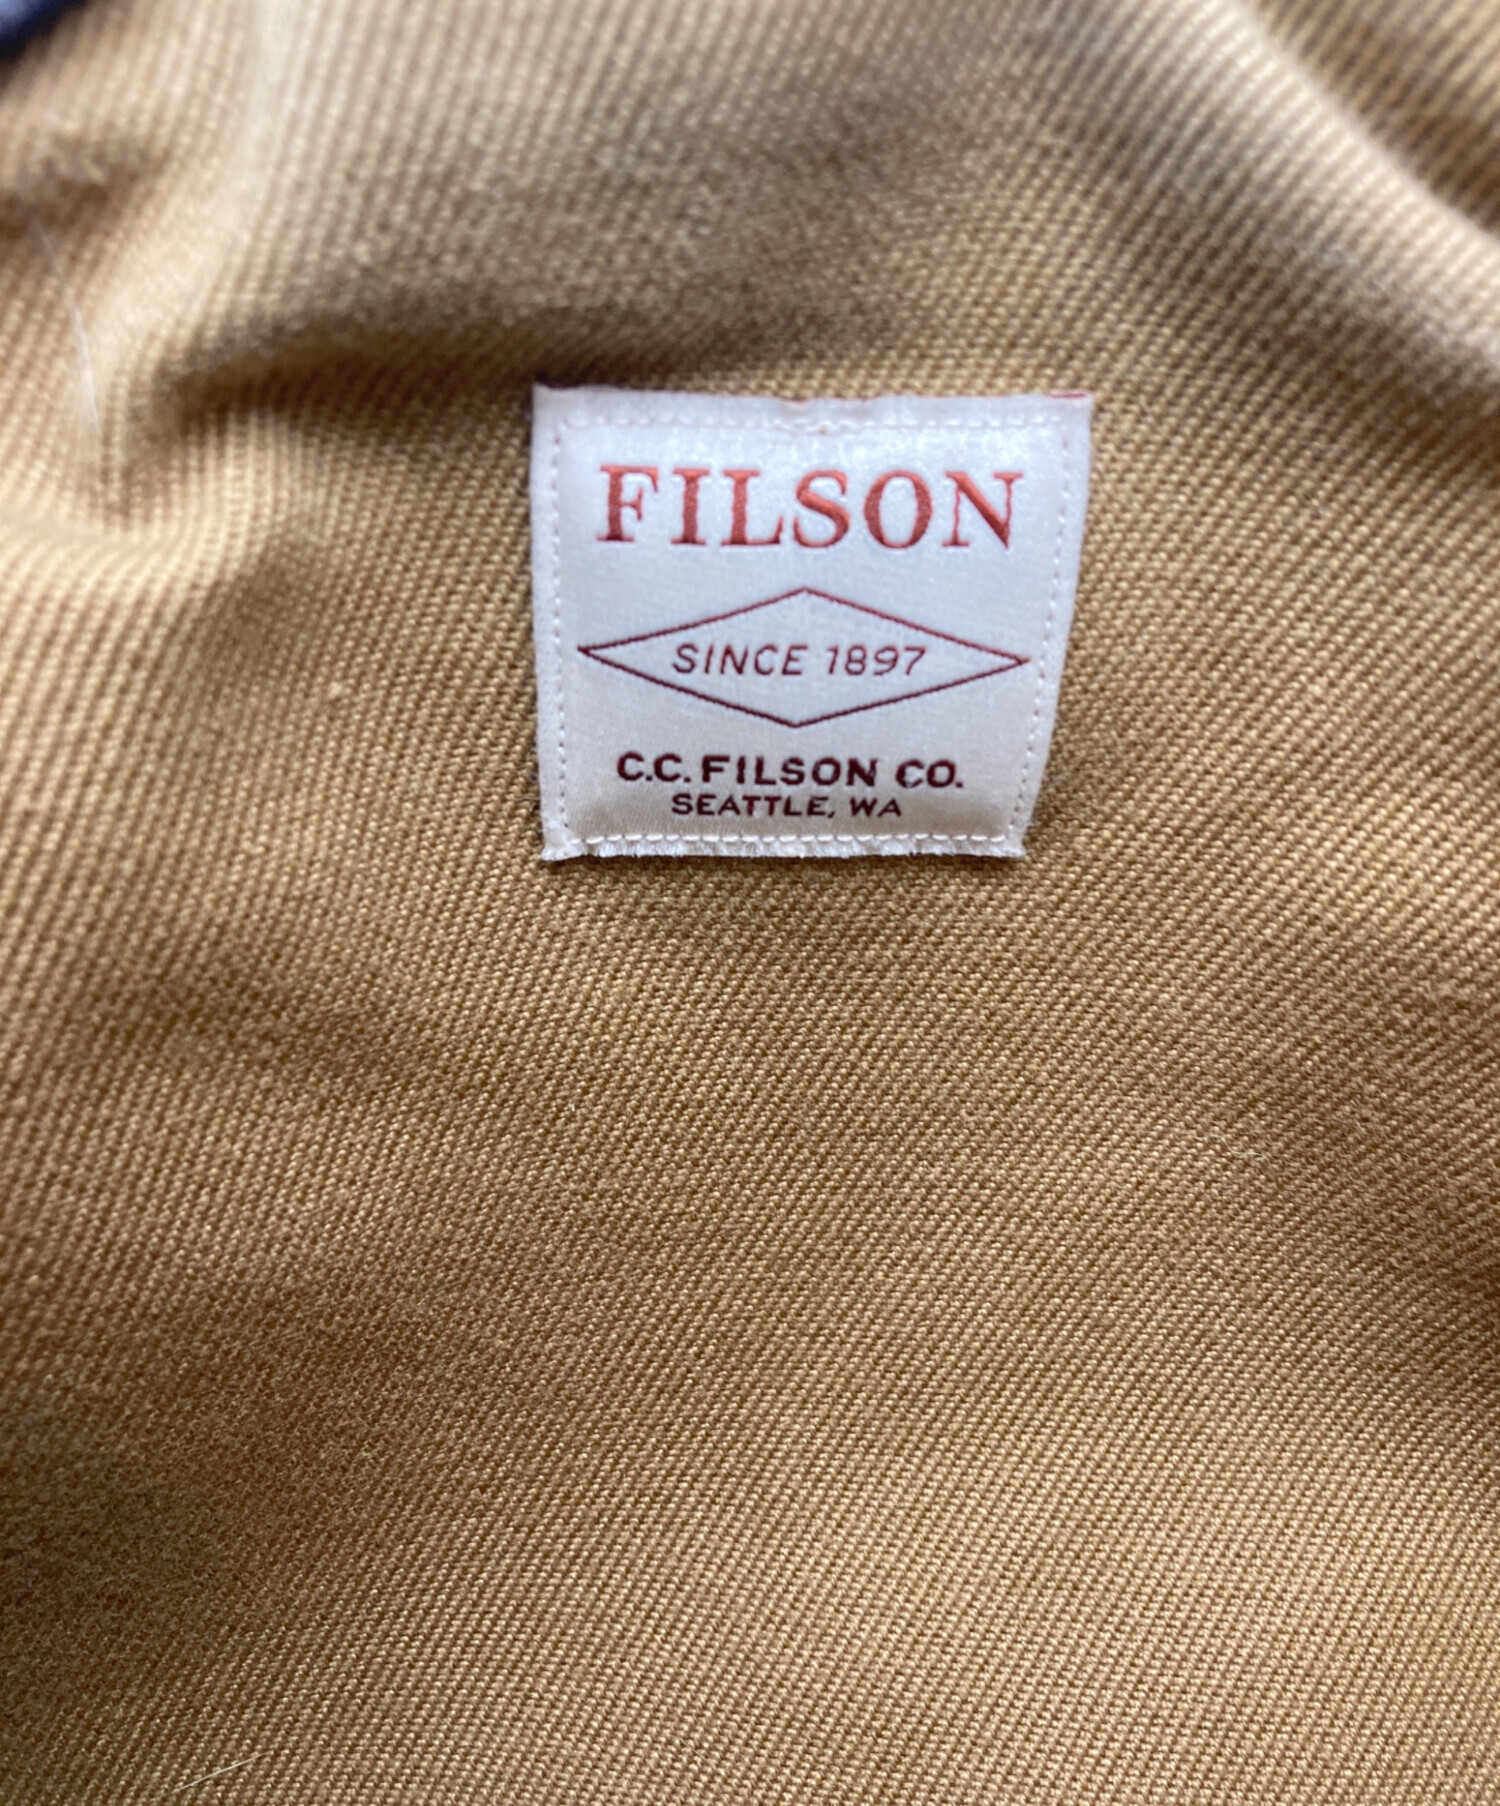 FILSON
SINCE 1897
C.C. FILSON CO.
SEATTLE, WA